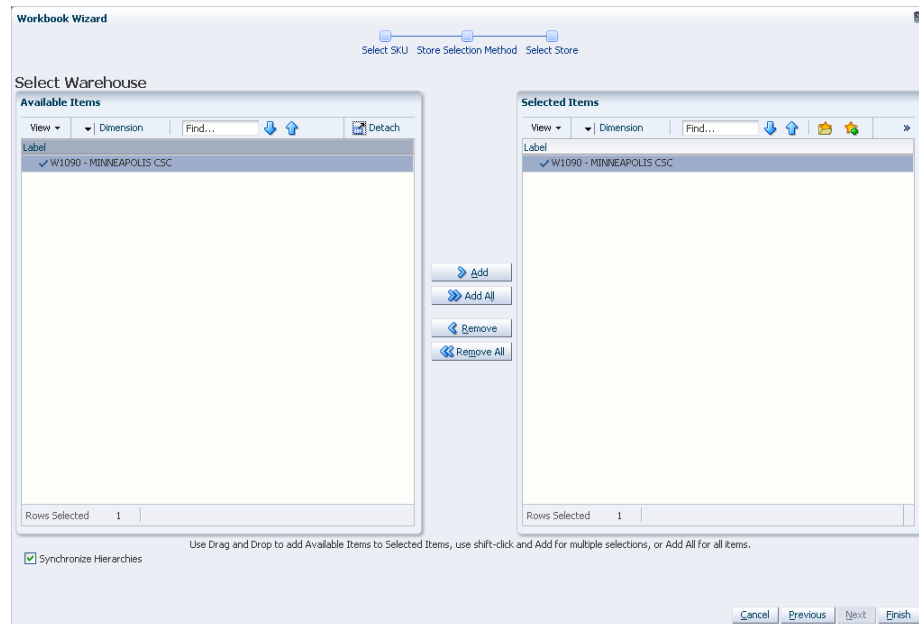 Workbook Wizard
Select SKU Store Selection Method Select Store
Select Warehouse
Available Items
View Dimension Find... Detach
Label
W1090 - MINNEAPOLIS CSC
Rows Selected 1
Add
Add All
Remove
Remove All
Selected Items
View Dimension Find... »
Label
W1090 - MINNEAPOLIS CSC
Rows Selected 1
Use Drag and Drop to add Available Items to Selected Items, use shift-click and Add for multiple selections, or Add All for all items.
Synchronize Hierarchies
Cancel Previous Next Finish